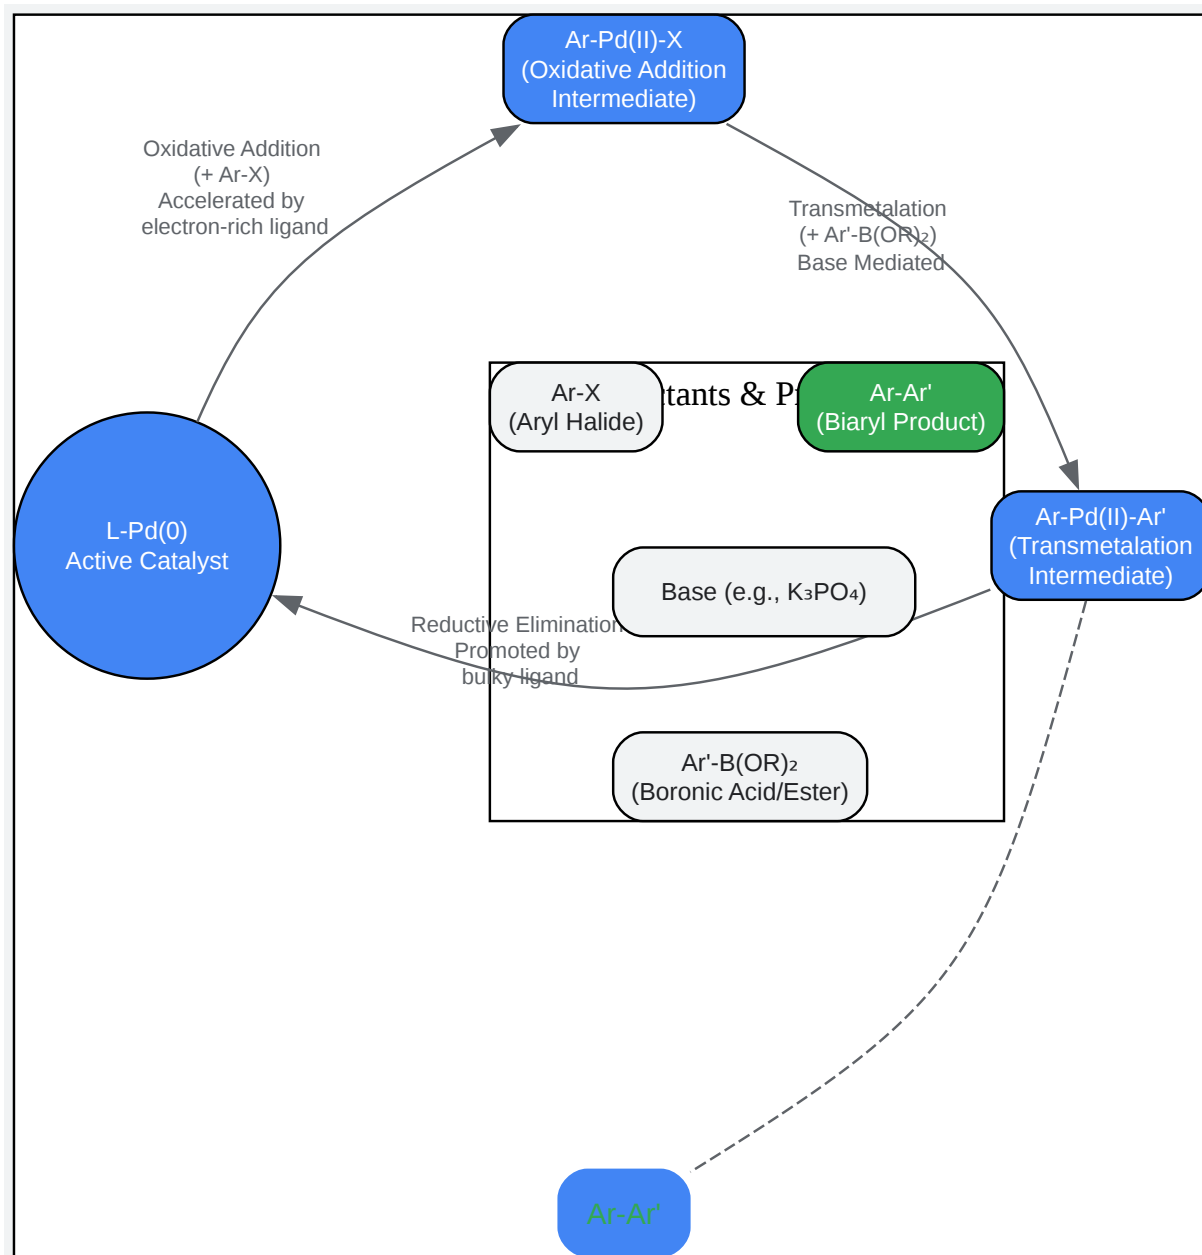 Ar-Pd(II)-X
(Oxidative Addition
Intermediate)
Oxidative Addition
(+ Ar-X)
Accelerated by
electron-rich ligand
Transmetalation
(+ Ar'-B(OR)₂)
Base Mediated
Ar-X
(Aryl Halide)
&
Ar-Ar'
(Biaryl Product)
L-Pd(0)
Active Catalyst
Ar-Pd(II)-Ar'
(Transmetalation
Intermediate)
Base (e.g., K₃PO₄)
Reductive Elimination
Promoted by
bulky ligand
Ar'-B(OR)₂
(Boronic Acid/Ester)
Ar-Ar'